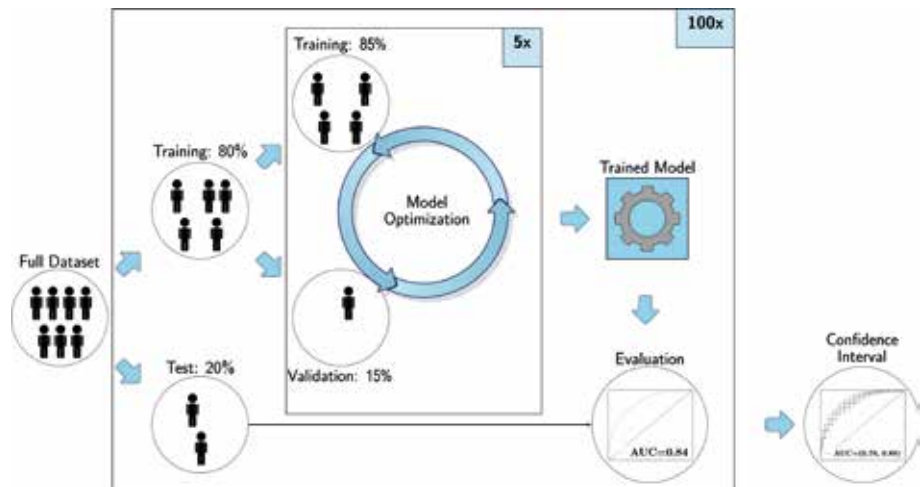 100x
5x
Training: 85%
Training: 80%
Trained Model
Model
Optimization
Full Dataset
Test: 20%
Validation: 15%
Evaluation
Confidence
Interval
AUC=0.84